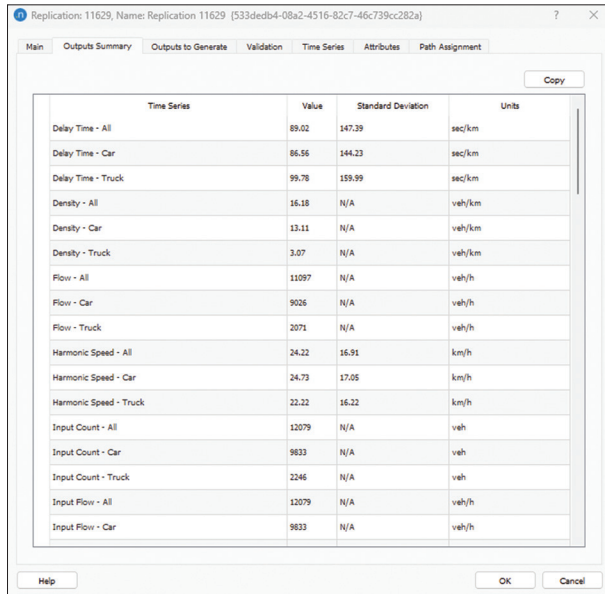 n Replication: 11629, Name: Replication 11629 {533dedb4-08a2-4516-82c7-46c739cc282a} ? ×
Main Outputs Summary Outputs to Generate Validation Time Series Attributes Path Assignment
Copy
Time Series Value Standard Deviation Units
Delay Time - All 89.02 147.39 sec/km
Delay Time - Car 86.56 144.23 sec/km
Delay Time - Truck 99.78 159.99 sec/km
Density - All 16.18 N/A veh/km
Density - Car 13.11 N/A veh/km
Density - Truck 3.07 N/A veh/km
Flow - All 11097 N/A veh/h
Flow - Car 9026 N/A veh/h
Flow - Truck 2071 N/A veh/h
Harmonic Speed - All 24.22 16.91 km/h
Harmonic Speed - Car 24.73 17.05 km/h
Harmonic Speed - Truck 22.22 16.22 km/h
Input Count - All 12079 N/A veh
Input Count - Car 9833 N/A veh
Input Count - Truck 2246 N/A veh
Input Flow - All 12079 N/A veh/h
Input Flow - Car 9833 N/A veh/h
Help OK Cancel